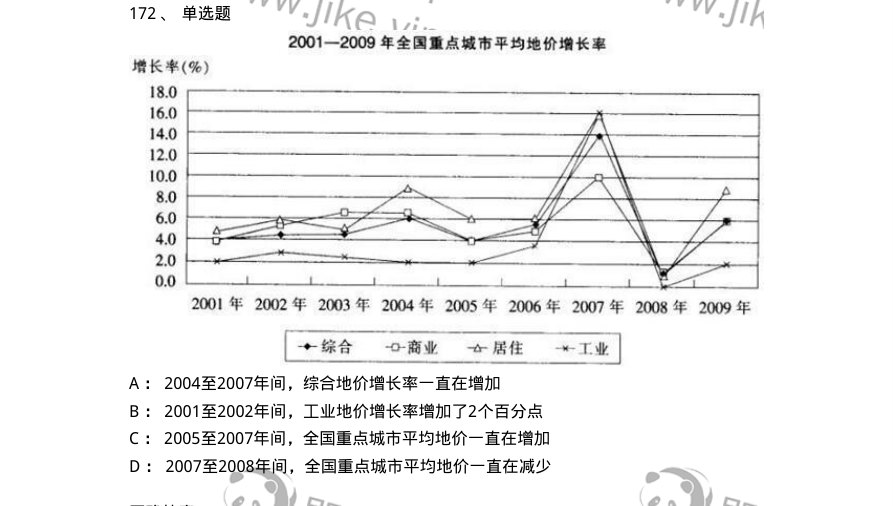 172 、 单选题
2001—2009 年全国重点城市平均地价增长率
增长率(%)
18.0
16.0
14.0
12.0
10.0
8.0
6.0
4.0
2.0
0.0
2001 年 2002 年 2003 年 2004 年 2005 年 2006 年 2007 年 2008 年 2009 年
综合 商业 居住 工业
A： 2004至2007年间，综合地价增长率一直在增加
B： 2001至2002年间，工业地价增长率增加了2个百分点
C： 2005至2007年间，全国重点城市平均地价一直在增加
D： 2007至2008年间，全国重点城市平均地价一直在减少